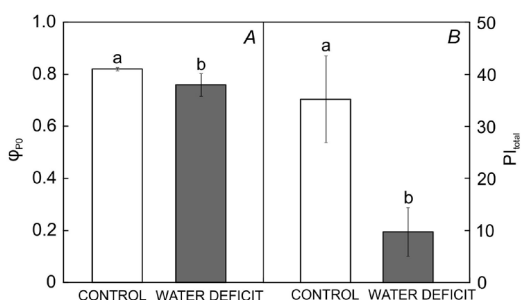 1.0
0.8
0.6
0.4
0.2
0
φP0
A
a
b
CONTROL WATER DEFICIT
B
a
b
CONTROL WATER DEFICIT
50
40
30
20
10
0
PItotal